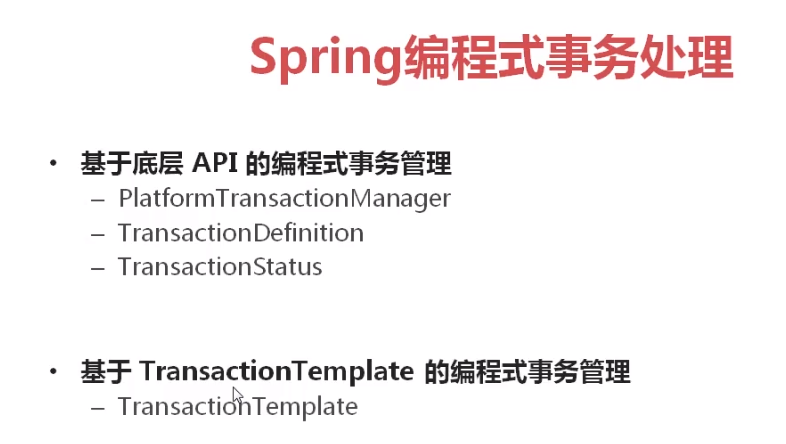 Spring编程式事务处理
• 基于底层 API 的编程式事务管理
– PlatformTransactionManager
– TransactionDefinition
– TransactionStatus
• 基于 TransactionTemplate 的编程式事务管理
– TransactionTemplate